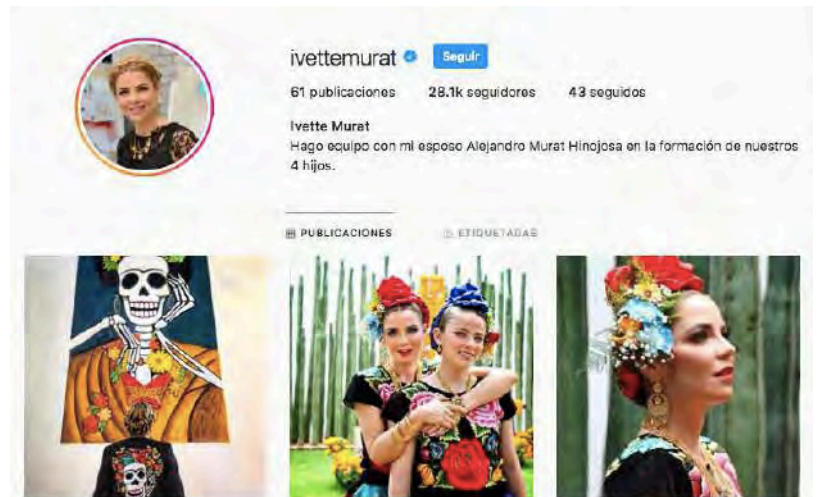 ivettemurat Seguir
61 publicaciones 28.1k seguidores 43 seguidos
Ivette Murat
Hago equipo con mi esposo Alejandro Murat Hinojosa en la formación de nuestros
4 hijos.
PUBLICACIONES ETIQUETADAS